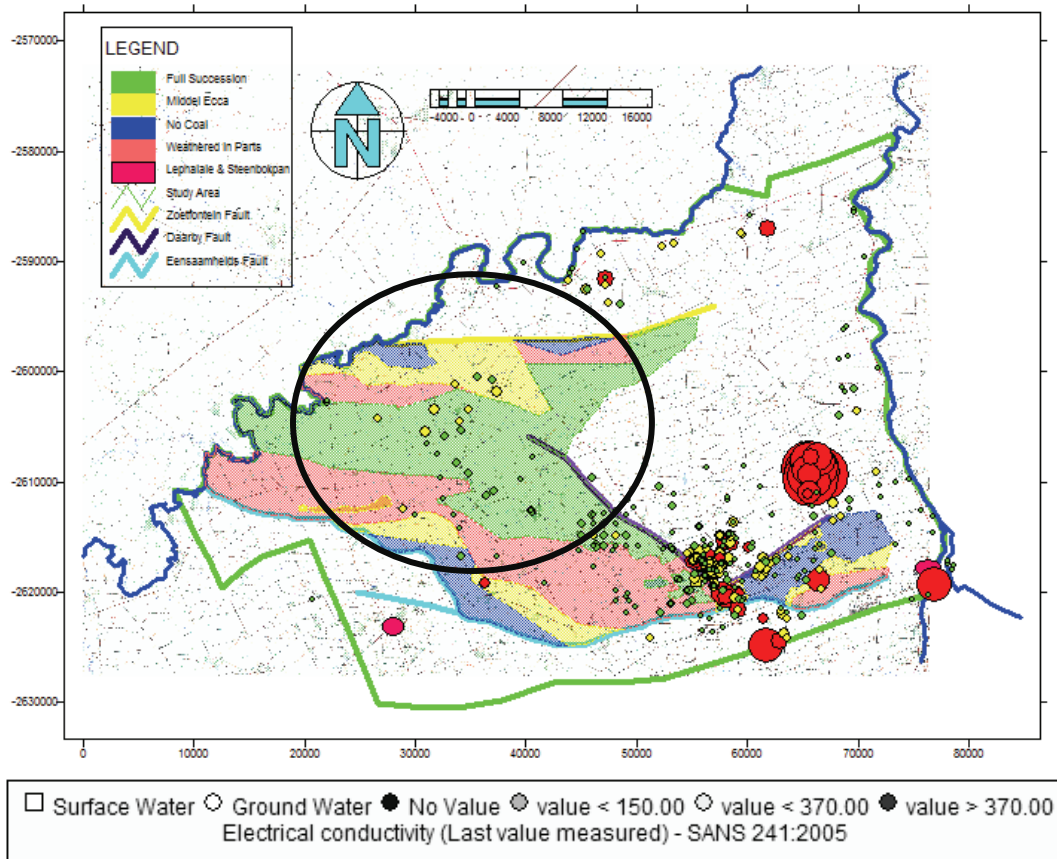 -2570000
-2580000
-2590000
-2600000
-2610000
-2620000
-2630000
LEGEND
Full Succession
Middel Ecca
No Coal
Weathered in Parts
Lephalale & Steenbokpan
Study Area
Zoetfontein Fault
Daarby Fault
Eensaamheids Fault
N
-4000 0 4000 8000 12000 16000
0 10000 20000 30000 40000 50000 60000 70000 80000
Surface Water Ground Water No Value value < 150.00 value < 370.00 value > 370.00
Electrical conductivity (Last value measured) - SANS 241:2005